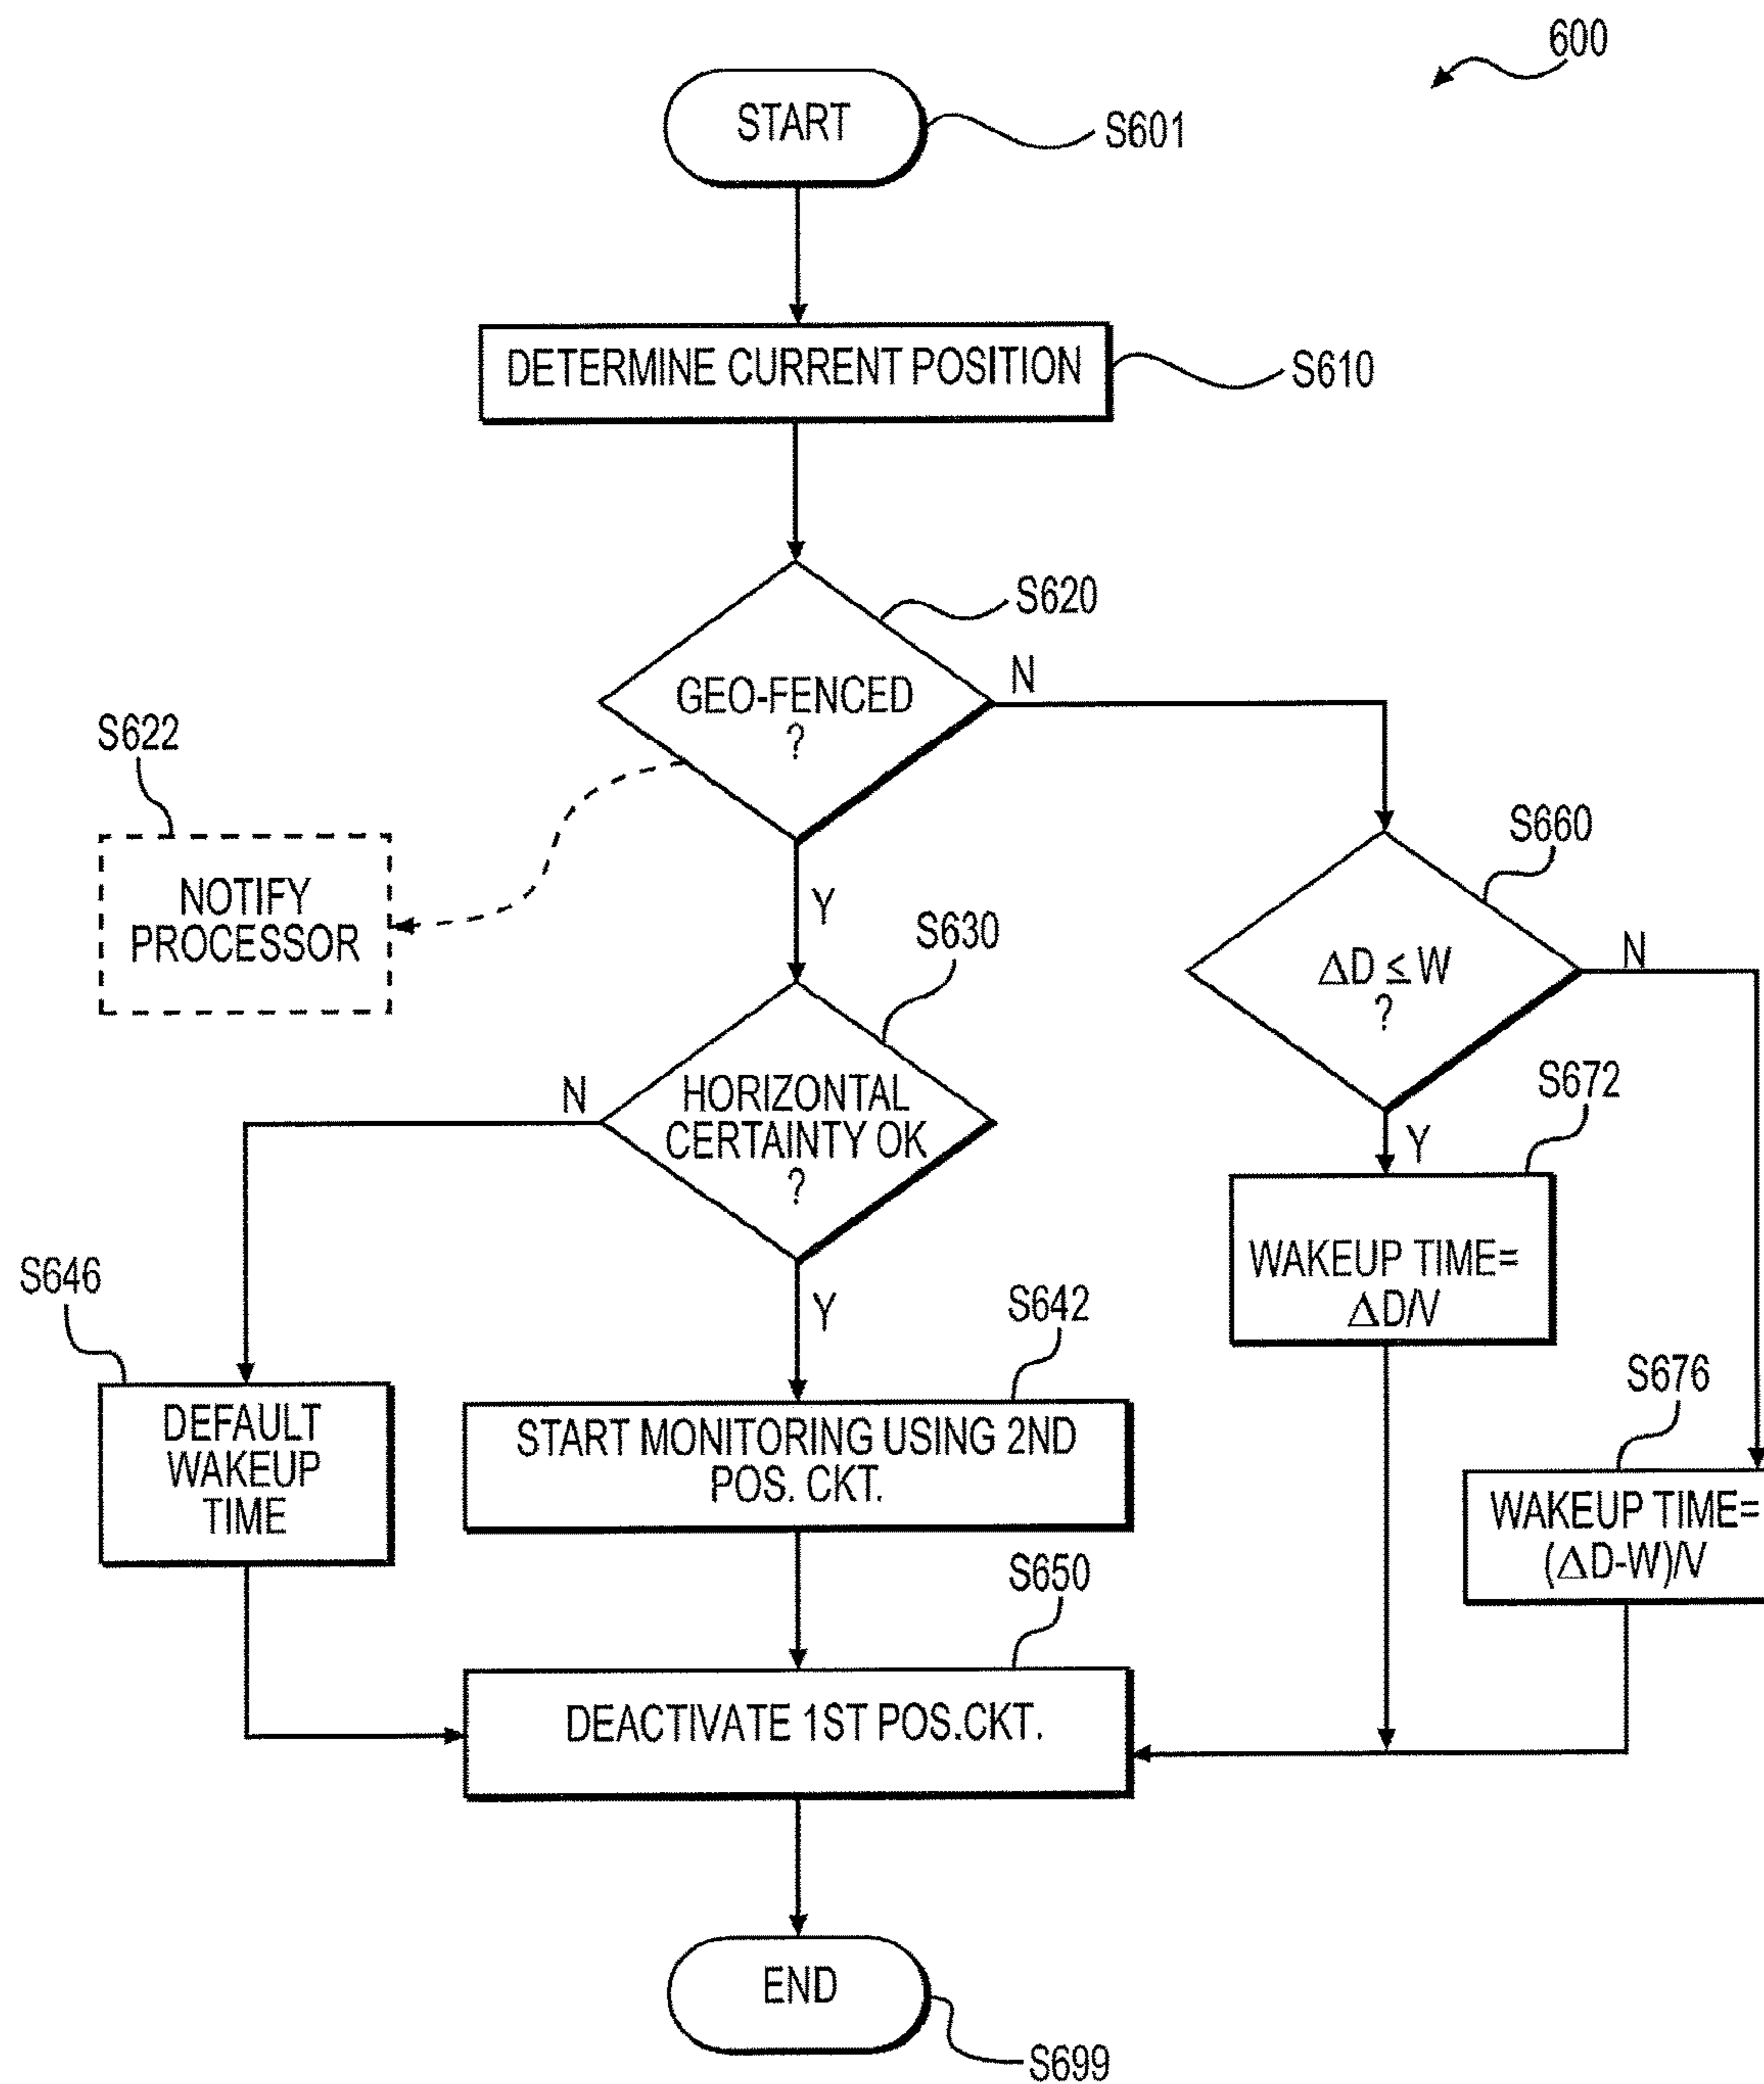 600
START
S601
DETERMINE CURRENT POSITION
S610
S620
GEO-FENCED
?
N
S622
NOTIFY
PROCESSOR
Y
S660
ΔD ≤ W
?
N
S630
HORIZONTAL
CERTAINTY OK
?
N
Y
S672
WAKEUP TIME=
ΔD/V
Y
S646
DEFAULT
WAKEUP
TIME
S642
START MONITORING USING 2ND
POS. CKT.
S676
WAKEUP TIME=
(ΔD-W)/V
S650
DEACTIVATE 1ST POS.CKT.
END
S699